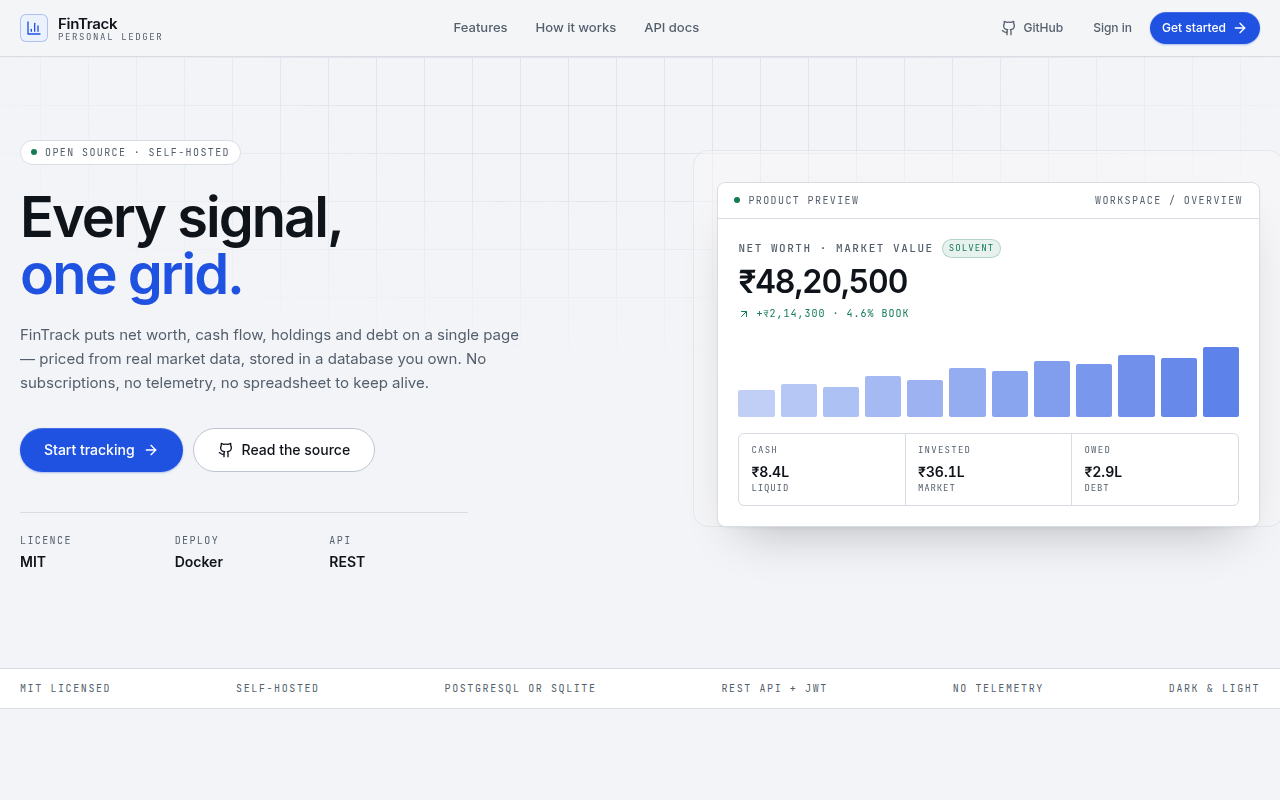 FinTrack
PERSONAL LEDGER
Features
How it works
API docs
GitHub
Sign in
Get started
OPEN SOURCE · SELF-HOSTED
Every signal,
one grid.
FinTrack puts net worth, cash flow, holdings and debt on a single page
— priced from real market data, stored in a database you own. No
subscriptions, no telemetry, no spreadsheet to keep alive.
Start tracking
Read the source
LICENCE
MIT
DEPLOY
Docker
API
REST
PRODUCT PREVIEW
WORKSPACE / OVERVIEW
NET WORTH · MARKET VALUE
SOLVENT
₹48,20,500
+₹2,14,300 · 4.6% BOOK
CASH
₹8.4L
LIQUID
INVESTED
₹36.1L
MARKET
OWED
₹2.9L
DEBT
MIT LICENSED
SELF-HOSTED
POSTGRESQL OR SQLITE
REST API + JWT
NO TELEMETRY
DARK & LIGHT